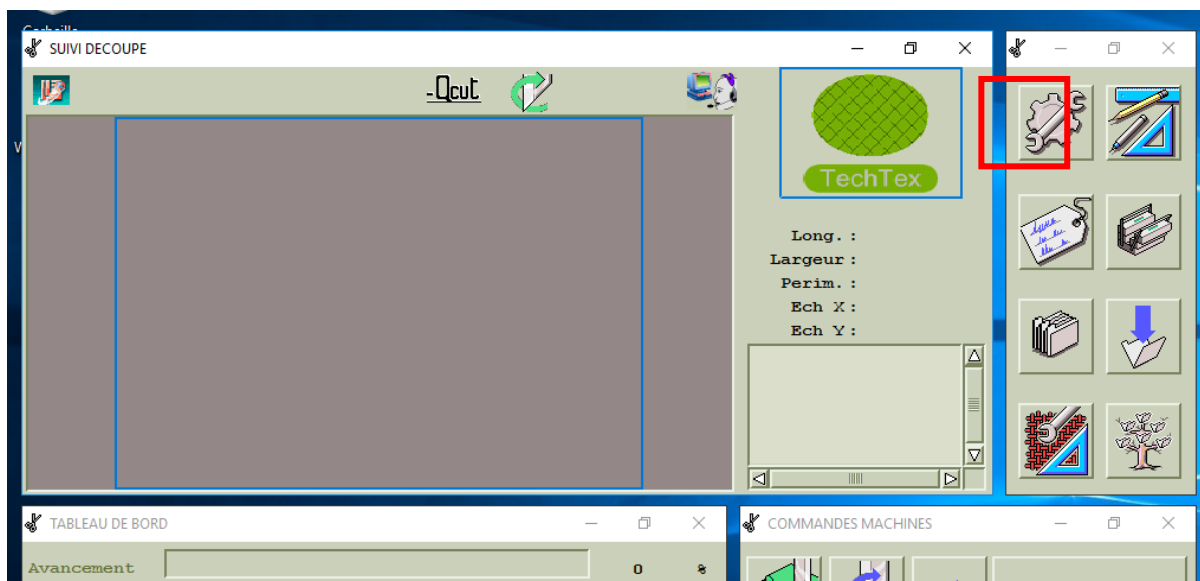 SUIVI DECOUPE
-Qcut
TechTex
Long. :
Largeur :
Perim. :
Ech X :
Ech Y :
TABLEAU DE BORD
COMMANDES MACHINES
Avancement
0 %